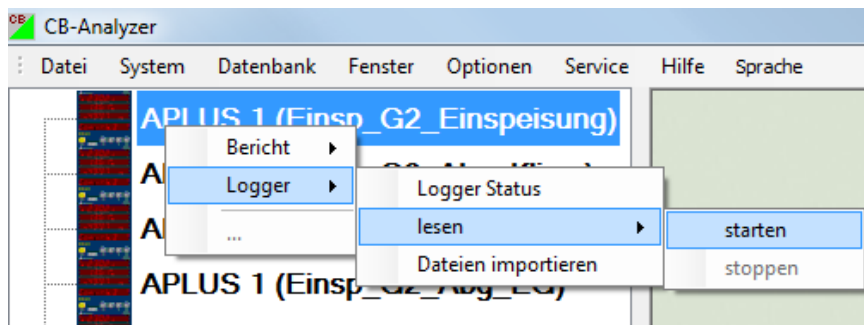 CB CB-Analyzer
Datei System Datenbank Fenster Optionen Service Hilfe Sprache
APLUS 1 (Einsp_G2_Einspeisung)
Bericht
Logger
...
Logger Status
lesen
Dateien importieren
starten
stoppen
APLUS 1 (Einsp_G2_Abg_EG)